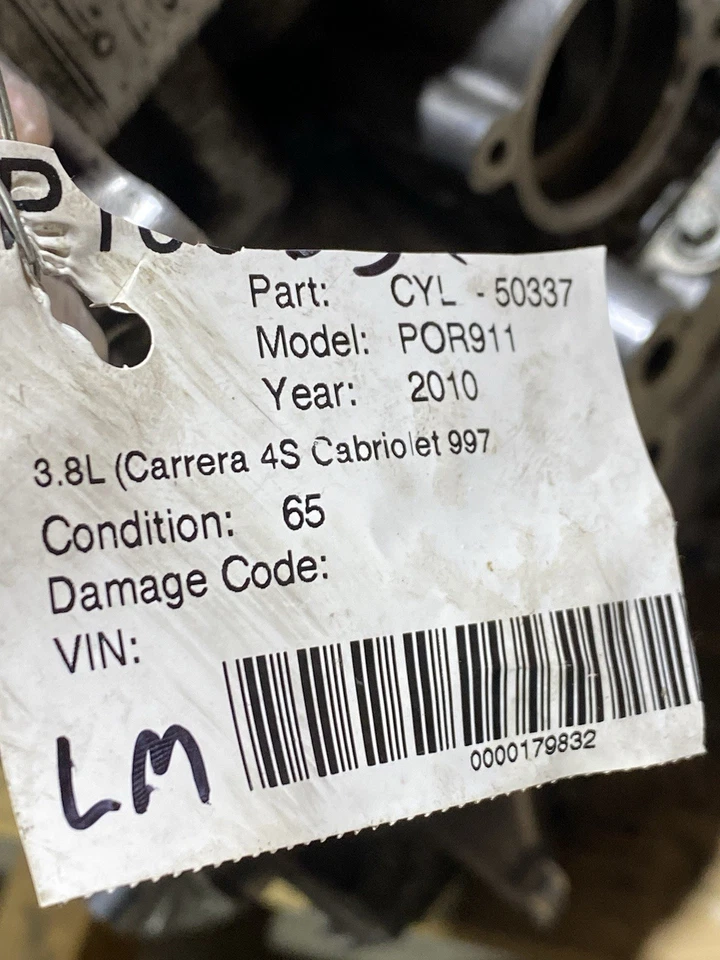 Part: CYL - 50337
Model: POR911
Year: 2010
3.8L (Carrera 4S Cabriolet 997
Condition: 65
Damage Code:
VIN:
LM
0000179832